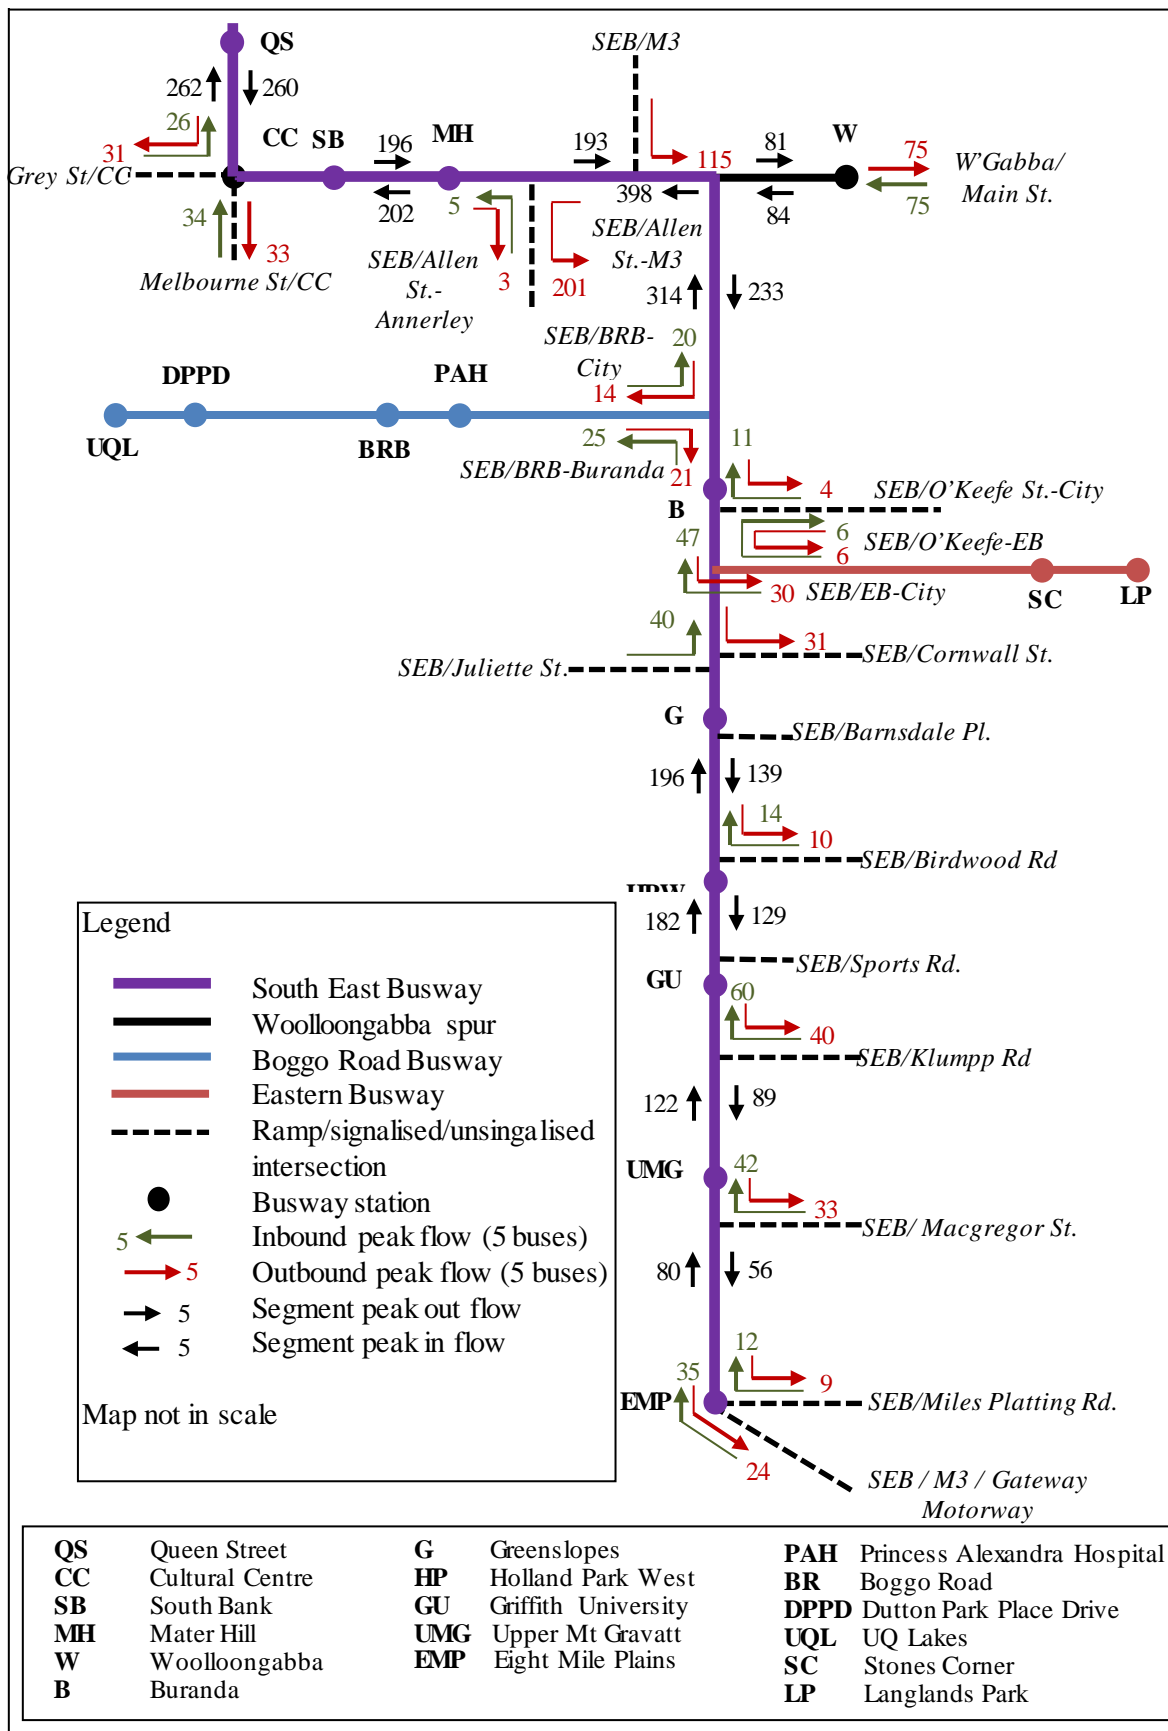 QS
SEB/M3
262
260
26
31
CC
SB
MH
W
196
193
115
81
75
W'Gabba/
Main St.
Grey St/CC
202
5
398
84
75
34
33
Melbourne St/CC
SEB/Allen
St.-
Annerley
3
SEB/Allen
St.-M3
201
314
233
SEB/BRB-
City
20
14
DPPD
PAH
UQL
BRB
25
11
SEB/BRB-Buranda
21
4
SEB/O'Keefe St.-City
B
6
47
6
SEB/O'Keefe-EB
30
SEB/EB-City
SC
LP
40
31
SEB/Cornwall St.
SEB/Juliette St.
G
SEB/Barnsdale Pl.
196
139
14
10
SEB/Birdwood Rd
182
129
SEB/Sports Rd.
GU
60
40
SEB/Klumpp Rd
122
89
UMG
42
33
SEB/ Macgregor St.
80
56
12
35
9
EMP
SEB/Miles Platting Rd.
24
SEB / M3 / Gateway
Motorway
Legend
South East Busway
Woolloongabba spur
Boggo Road Busway
Eastern Busway
Ramp/signalised/unsingalised
intersection
Busway station
5 Inbound peak flow (5 buses)
5 Outbound peak flow (5 buses)
5 Segment peak out flow
5 Segment peak in flow
Map not in scale
QS Queen Street
CC Cultural Centre
SB South Bank
MH Mater Hill
W Woolloongabba
B Buranda
G Greenslopes
HP Holland Park West
GU Griffith University
UMG Upper Mt Gravatt
EMP Eight Mile Plains
PAH Princess Alexandra Hospital
BR Boggo Road
DPPD Dutton Park Place Drive
UQL UQ Lakes
SC Stones Corner
LP Langlands Park